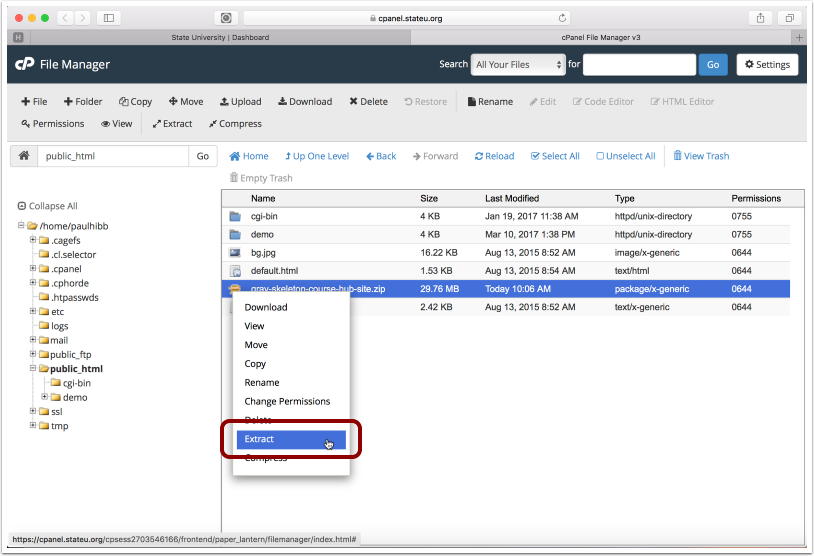 cpanel.stateu.org
H
State University | Dashboard
cPanel File Manager v3
cP File Manager
Search All Your Files for Go Settings
File Folder Copy Move Upload Download Delete Restore Rename Edit Code Editor HTML Editor
Permissions View Extract Compress
public_html Go Home Up One Level Back Forward Reload Select All Unselect All View Trash
Empty Trash
Collapse All
/home/paulhibb
.cagefs
.cl.selector
.cpanel
.cphorde
.htpasswds
etc
logs
mail
public_ftp
public_html
cgi-bin
demo
ssl
tmp
Name Size Last Modified Type Permissions
cgi-bin 4 KB Jan 19, 2017 11:38 AM httpd/unix-directory 0755
demo 4 KB Mar 10, 2017 1:38 PM httpd/unix-directory 0755
bg.jpg 16.22 KB Aug 13, 2015 8:52 AM image/x-generic 0644
default.html 1.53 KB Aug 13, 2015 8:54 AM text/html 0644
gray-skeleton-course-hub-site.zip 29.76 MB Today 10:06 AM package/x-generic 0644
2.42 KB Aug 13, 2015 8:52 AM text/x-generic 0644
Download
View
Move
Copy
Rename
Change Permissions
Delete
Extract
Compress
https://cpanel.stateu.org/cpsess2703546166/frontend/paper_lantern/filemanager/index.html#